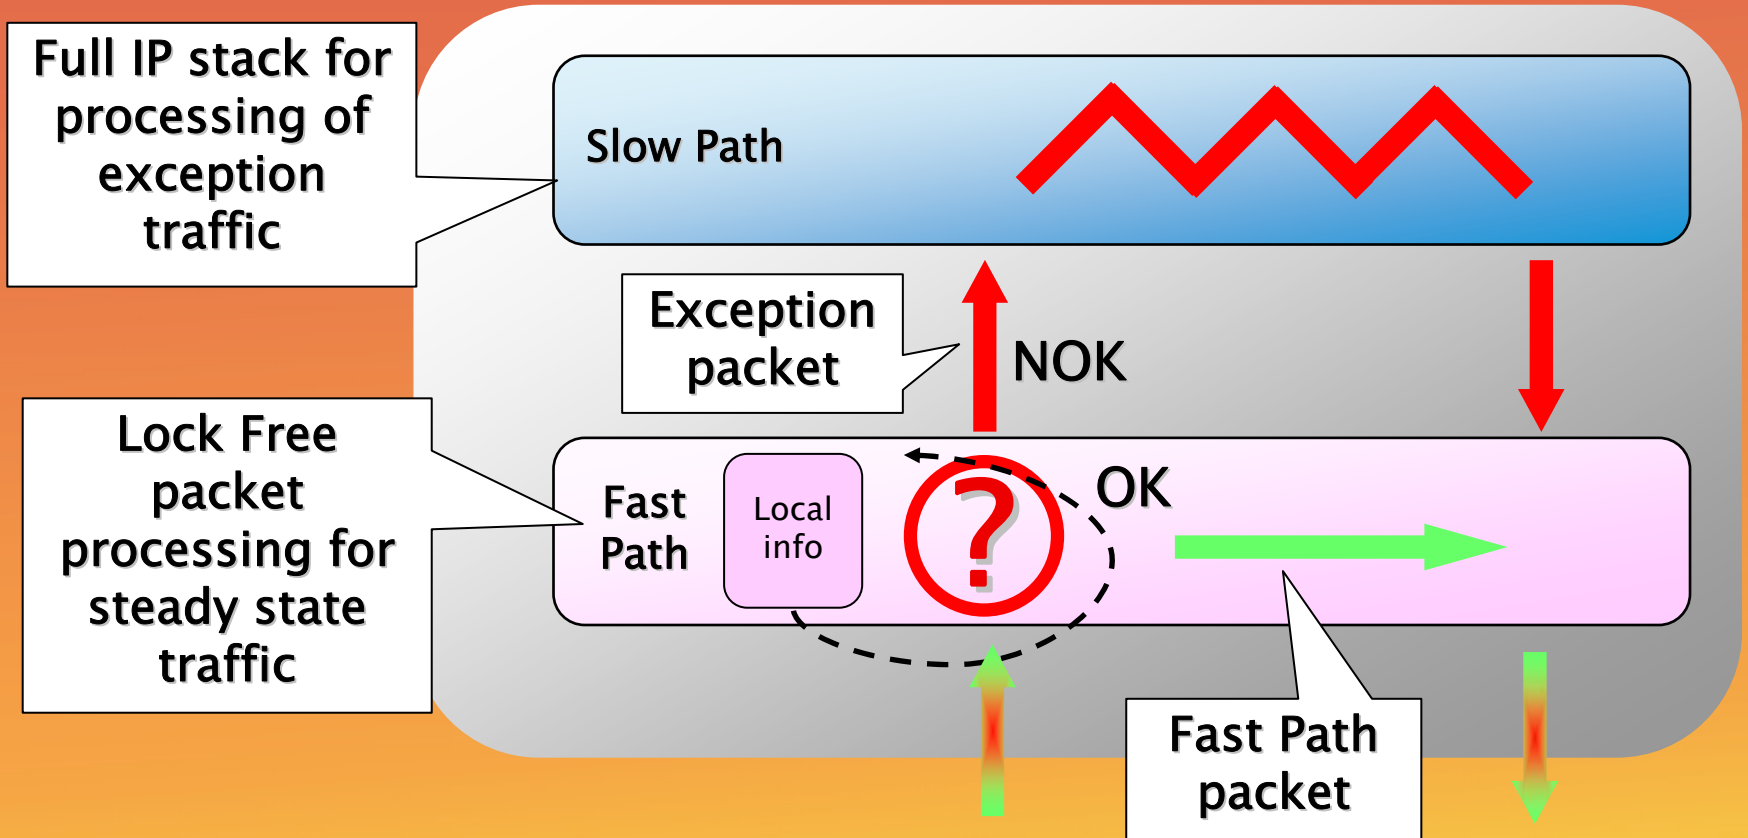 Full IP stack for
processing of
exception
traffic
Slow Path
Exception
packet
NOK
Lock Free
packet
processing for
steady state
traffic
Fast
Path
Local
info
?
OK
Fast Path
packet